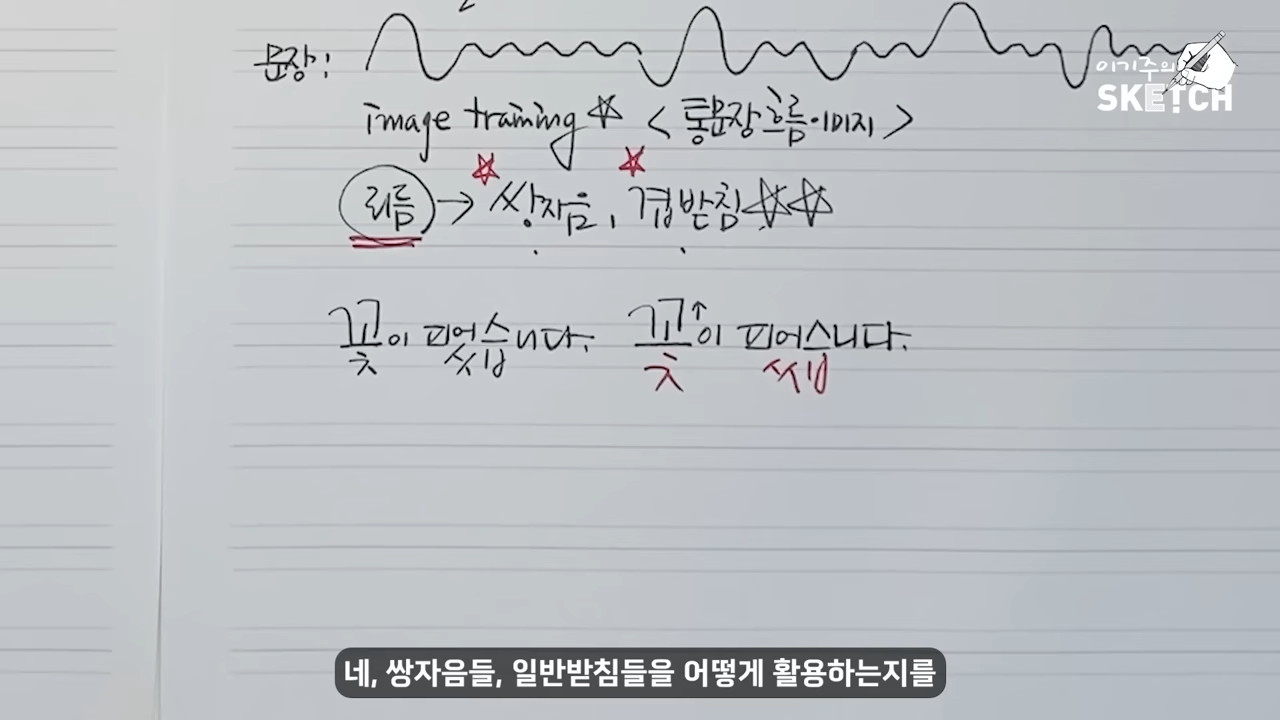 문장:
이기주의
SKETCH
image training ☆ <통문장 흐름 이미지>
리듬 → 쌍자음, 겹받침 ☆☆
꽃이 피었습니다. 꽃↑이 피었습니다.
네, 쌍자음들, 일반받침들을 어떻게 활용하는지를